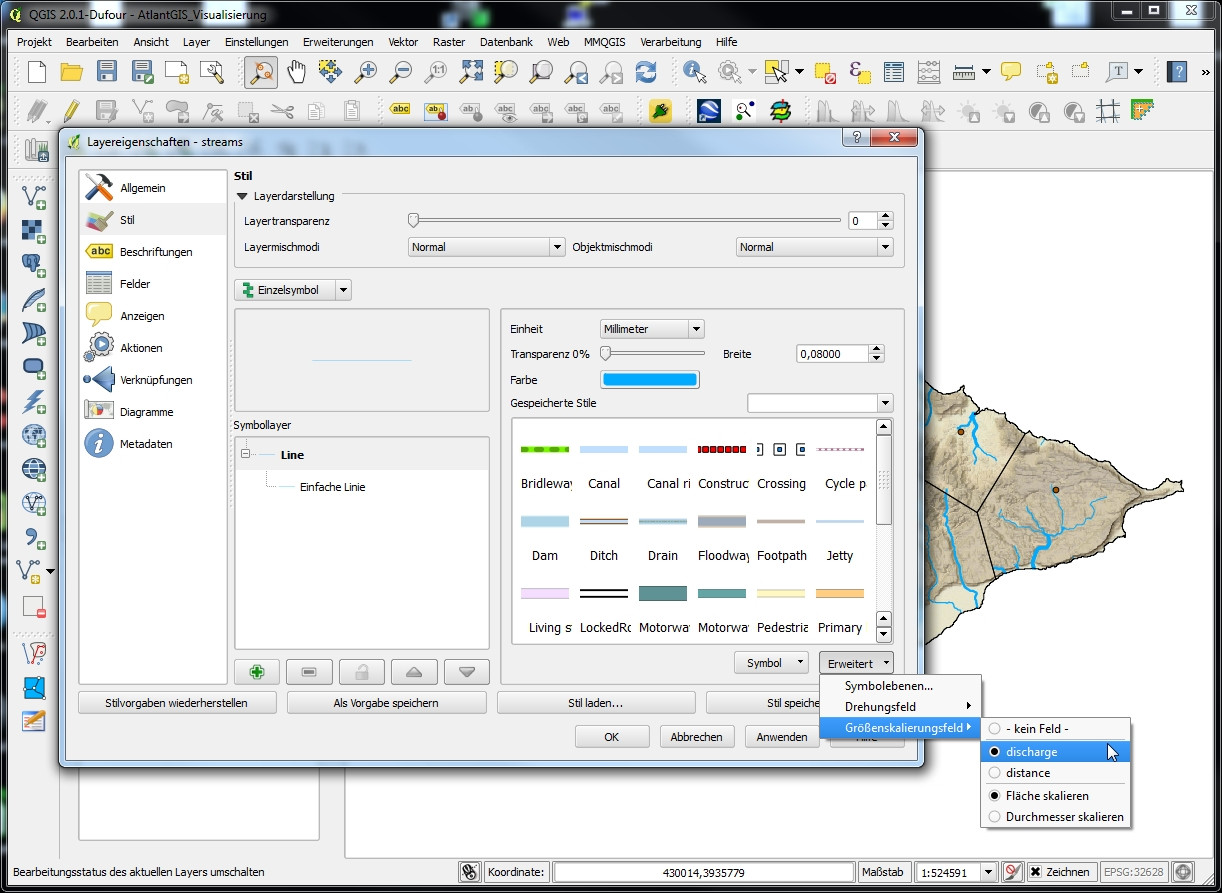 QGIS 2.0.1-Dufour - AtlantGIS_Visualisierung
Projekt Bearbeiten Ansicht Layer Einstellungen Erweiterungen Vektor Raster Datenbank Web MMQGIS Verarbeitung Hilfe
Layereigenschaften - streams
Allgemein
Stil
Beschriftungen
Felder
Anzeigen
Aktionen
Verknüpfungen
Diagramme
Metadaten
Stil
Layerdarstellung
Layertransparenz 0
Layermischmodi Normal Objektmischmodi Normal
Einzelsymbol
Symbollayer
Line
Einfache Linie
Einheit Millimeter
Transparenz 0% Breite 0,08000
Farbe
Gespeicherte Stile
Bridleway Canal Canal ri Construc Crossing Cycle p
Dam Ditch Drain Floodway Footpath Jetty
Living s LockedRo Motorwa Motorwa Pedestria Primary
Symbol Erweitert
Stilvorgaben wiederherstellen Als Vorgabe speichern Stil laden... Stil speiche
OK Abbrechen Anwenden Hilfe
Symbolebenen...
Drehungsfeld
Größenskalierungsfeld
- kein Feld -
discharge
distance
Fläche skalieren
Durchmesser skalieren
Bearbeitungsstatus des aktuellen Layers umschalten Koordinate: 430014,3935779 Maßstab 1:524591 Zeichnen EPSG:32628